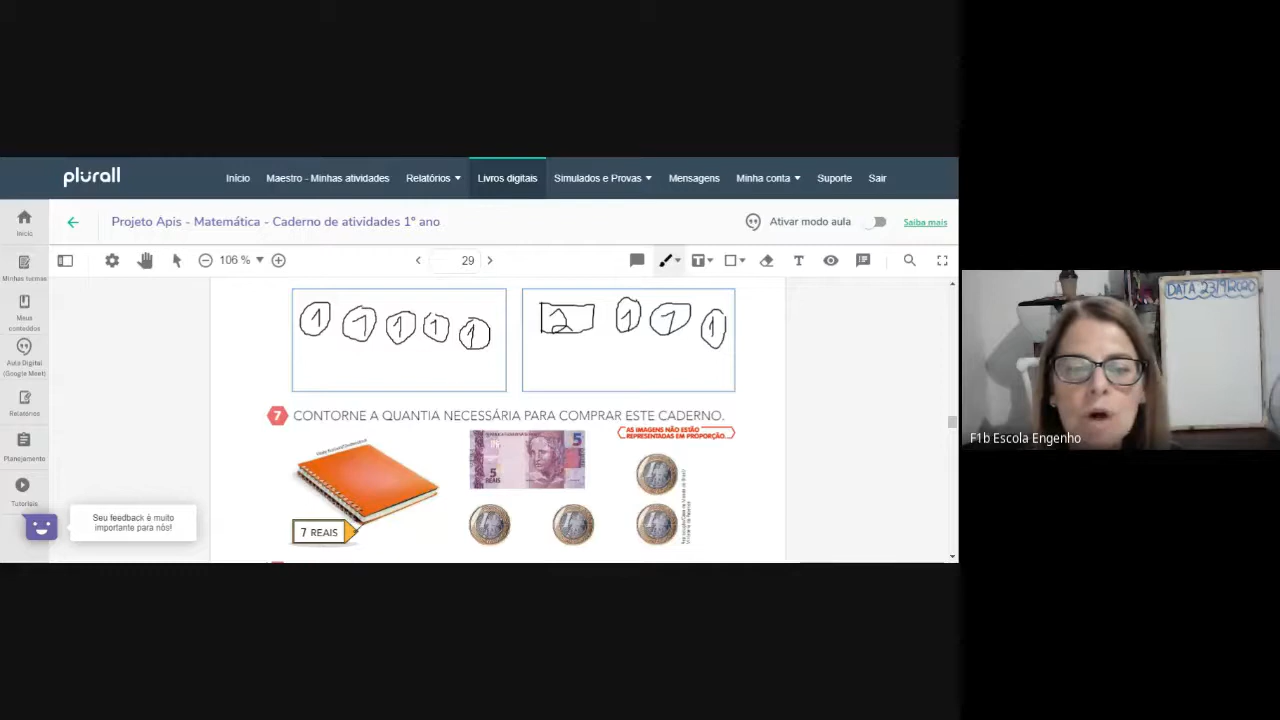 plurall
Início
Maestro - Minhas atividades
Relatórios
Livros digitais
Simulados e Provas
Mensagens
Minha conta
Suporte
Sair
Projeto Apis - Matemática - Caderno de atividades 1º ano
Ativar modo aula
Saiba mais
106 %
29
T
Início
Minhas turmas
Meus
conteúdos
Aula Digital
(Google Meet)
Relatórios
Planejamento
Tutoriais
Seu feedback é muito
importante para nós!
1 1 1 1 1
2 1 1 1
7 CONTORNE A QUANTIA NECESSÁRIA PARA COMPRAR ESTE CADERNO.
AS IMAGENS NÃO ESTÃO
REPRESENTADAS EM PROPORÇÃO.
5
5
REAIS
7 REAIS
DATA 23/9/2020
F1b Escola Engenho